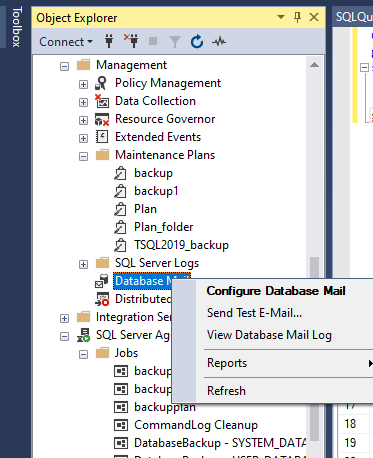 Toolbox
Object Explorer
SQLQu
Connect
Management
Policy Management
Data Collection
Resource Governor
Extended Events
Maintenance Plans
backup
backup1
Plan
Plan_folder
TSQL2019_backup
SQL Server Logs
Database M
Configure Database Mail
Distributed
Send Test E-Mail...
Integration Se
View Database Mail Log
SQL Server Ag
Jobs
Reports
backup
backup
Refresh
backupplan
17
CommandLog Cleanup
18
DatabaseBackup - SYSTEM_DATA
19